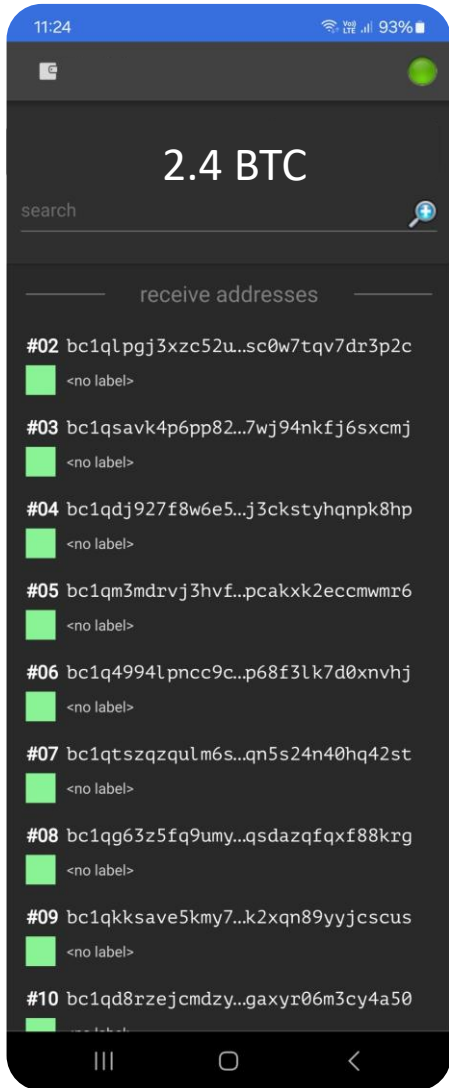 11:24 Vo) LTE 93%
2.4 BTC
search
receive addresses
#02 bc1qlpgj3xzc52u...sc0w7tqv7dr3p2c
<no label>
#03 bc1qsavk4p6pp82...7wj94nkfj6sxcmj
<no label>
#04 bc1qdj927f8w6e5...j3ckstyhqnpk8hp
<no label>
#05 bc1qm3mdrvj3hvf...pcakxk2eccmwmr6
<no label>
#06 bc1q4994lpncc9c...p68f3lk7d0xnvhj
<no label>
#07 bc1qtszqzqulm6s...qn5s24n40hq42st
<no label>
#08 bc1qg63z5fq9umy...qsdazqfqxf88krg
<no label>
#09 bc1qkksave5kmy7...k2xqn89yyjcscus
<no label>
#10 bc1qd8rzejcmdzy...gaxyr06m3cy4a50